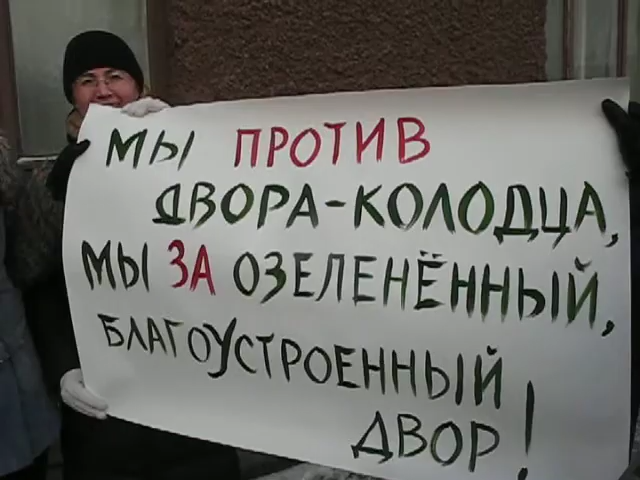 МЫ ПРОТИВ
ДВОРА-КОЛОДЦА,
МЫ ЗА ОЗЕЛЕНЁННЫЙ,
БЛАГОУСТРОЕННЫЙ
ДВОР!